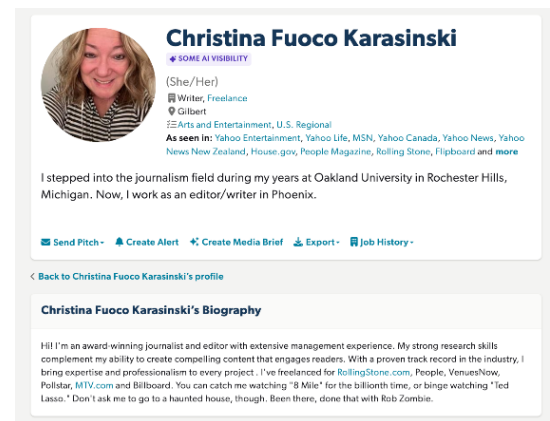 Christina Fuoco Karasinski
SOME AI VISIBILITY
(She/Her)
Writer, Freelance
Gilbert
Arts and Entertainment, U.S. Regional
As seen in: Yahoo Entertainment, Yahoo Life, MSN, Yahoo Canada, Yahoo News, Yahoo
News New Zealand, House.gov, People Magazine, Rolling Stone, Flipboard and more
I stepped into the journalism field during my years at Oakland University in Rochester Hills,
Michigan. Now, I work as an editor/writer in Phoenix.
Send Pitch Create Alert Create Media Brief Export Job History
< Back to Christina Fuoco Karasinski's profile
Christina Fuoco Karasinski's Biography
Hi! I'm an award-winning journalist and editor with extensive management experience. My strong research skills
complement my ability to create compelling content that engages readers. With a proven track record in the industry, I
bring expertise and professionalism to every project . I've freelanced for RollingStone.com, People, VenuesNow,
Pollstar, MTV.com and Billboard. You can catch me watching "8 Mile" for the billionth time, or binge watching "Ted
Lasso." Don't ask me to go to a haunted house, though. Been there, done that with Rob Zombie.